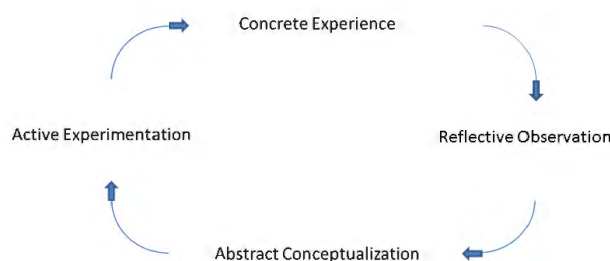 Concrete Experience
Active Experimentation
Reflective Observation
Abstract Conceptualization